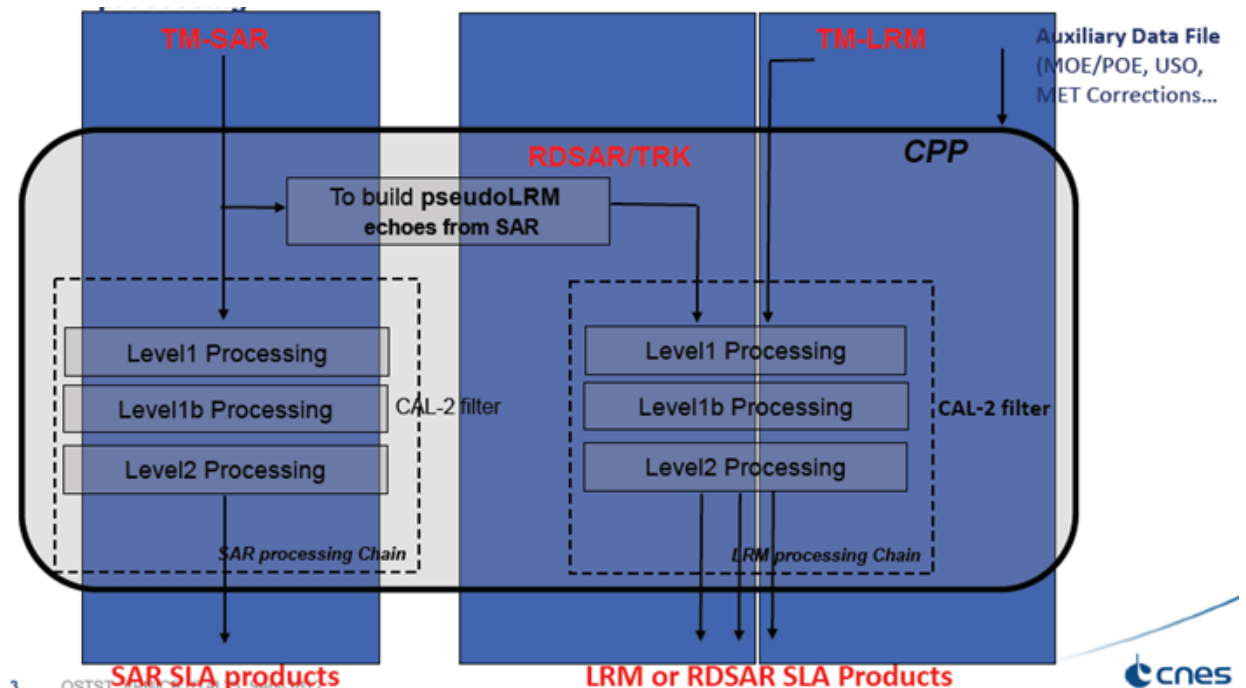 TM-SAR
TM-LRM
Auxiliary Data File
(MOE/POE, USO,
MET Corrections...
CPP
RDSAR/TRK
To build pseudoLRM
echoes from SAR
Level1 Processing
Level1b Processing
Level2 Processing
CAL-2 filter
SAR processing Chain
Level1 Processing
Level1b Processing
Level2 Processing
CAL-2 filter
LRM processing Chain
SAR SLA products
LRM or RDSAR SLA Products
3
OSTST
cnes